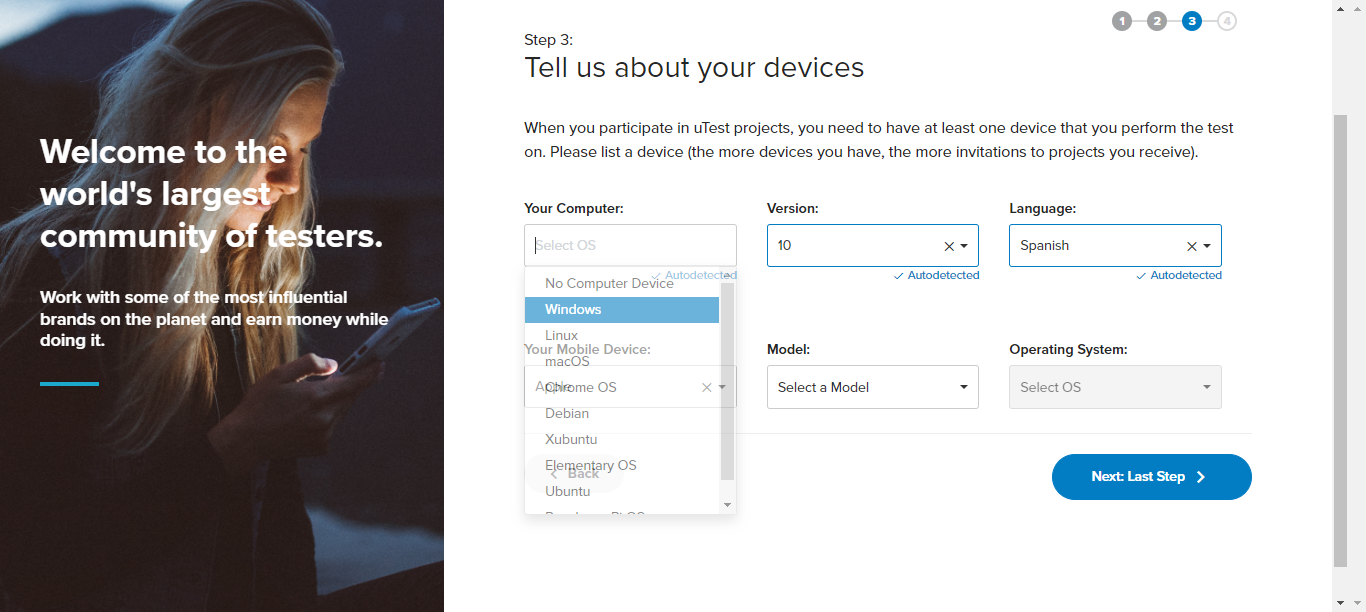 Welcome to the
world's largest
community of testers.
Work with some of the most influential
brands on the planet and earn money while
doing it.
1
2
3
4
Step 3:
Tell us about your devices
When you participate in uTest projects, you need to have at least one device that you perform the test
on. Please list a device (the more devices you have, the more invitations to projects you receive).
Your Computer:
Select OS
Autodetected
No Computer Device
Windows
Linux
macOS
Chrome OS
Debian
Xubuntu
Elementary OS
Ubuntu
Version:
10
Autodetected
Language:
Spanish
Autodetected
Your Mobile Device:
Apple
Model:
Select a Model
Operating System:
Select OS
Back
Next: Last Step